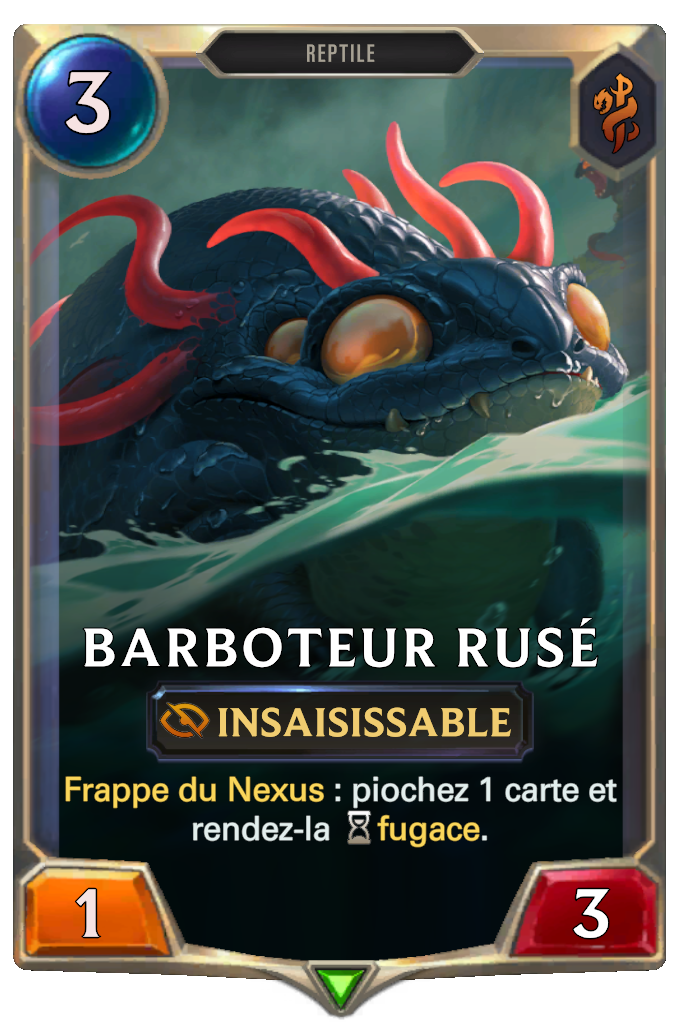 REPTILE
3
BARBOTEUR RUSÉ
INSAISISSABLE
Frappe du Nexus : piochez 1 carte et
rendez-la fugace.
1
3